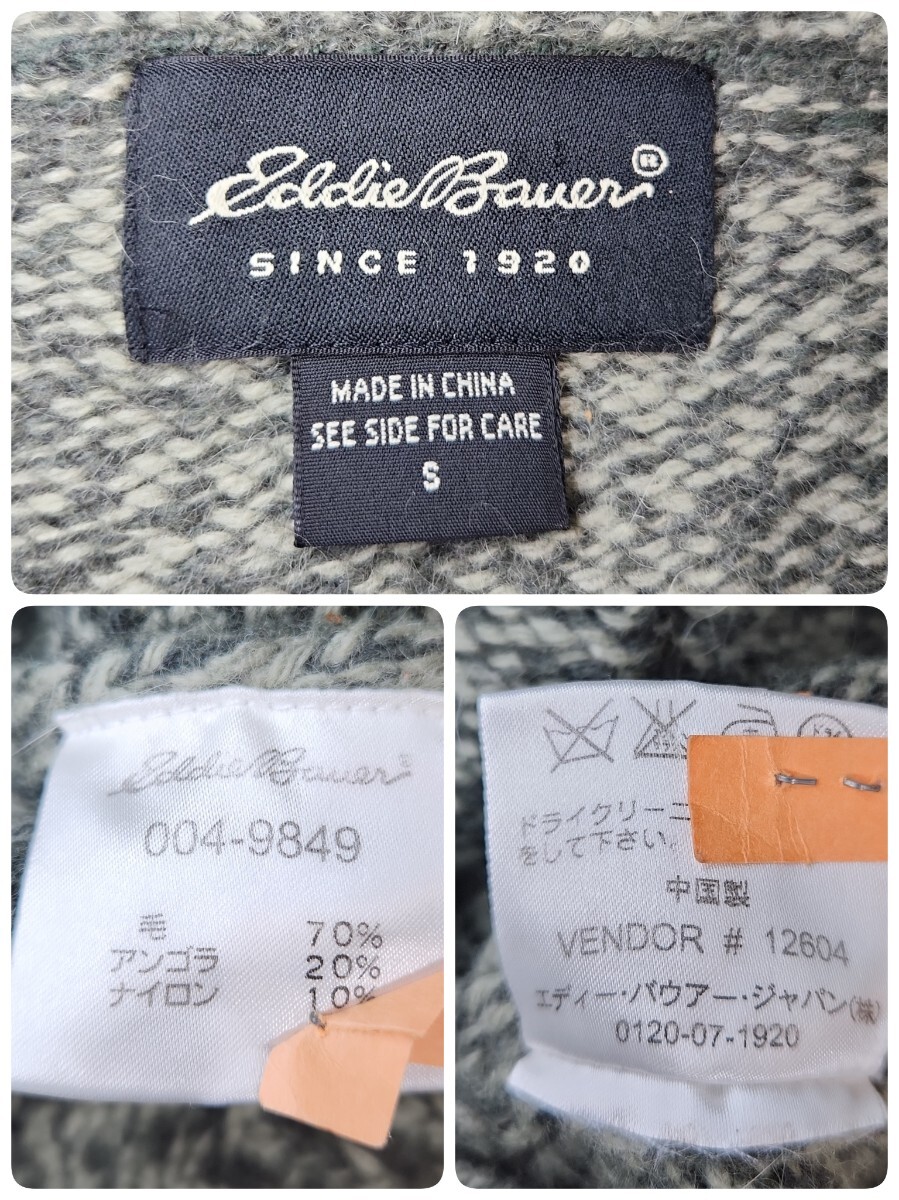 Eddie Bauer®
SINCE 1920
MADE IN CHINA
SEE SIDE FOR CARE
S
Eddie Bauer®
004-9849
毛 70%
アンゴラ 20%
ナイロン 10%
ドライクリーニ
をして下さい。
中国製
VENDOR # 12604
エディー・バウアー・ジャパン(株)
0120-07-1920